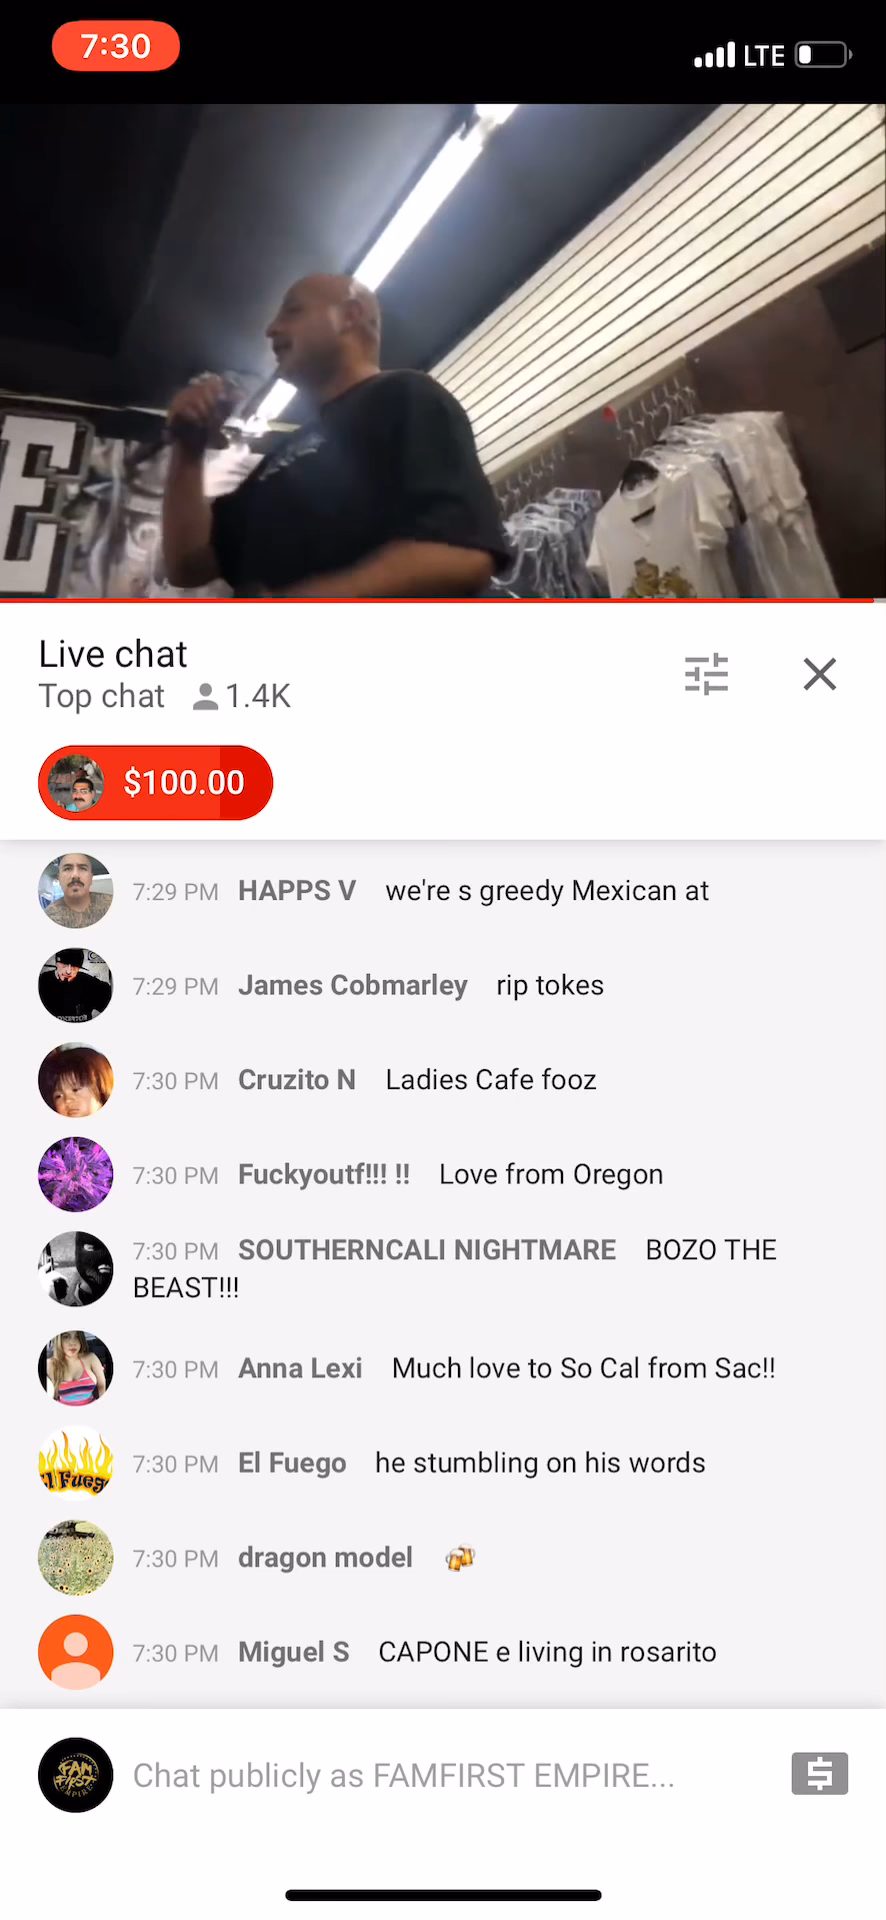 7:30
LTE
E
Live chat
Top chat 1.4K
$100.00
7:29 PM HAPPS V we're s greedy Mexican at
7:29 PM James Cobmarley rip tokes
7:30 PM Cruzito N Ladies Cafe fooz
7:30 PM Fuckyoutf!!! !! Love from Oregon
7:30 PM SOUTHERNCALI NIGHTMARE BOZO THE
BEAST!!!
7:30 PM Anna Lexi Much love to So Cal from Sac!!
7:30 PM El Fuego he stumbling on his words
7:30 PM dragon model 🍻
7:30 PM Miguel S CAPONE e living in rosarito
FAM
FIRST
EMPIRE
Chat publicly as FAMFIRST EMPIRE...
$